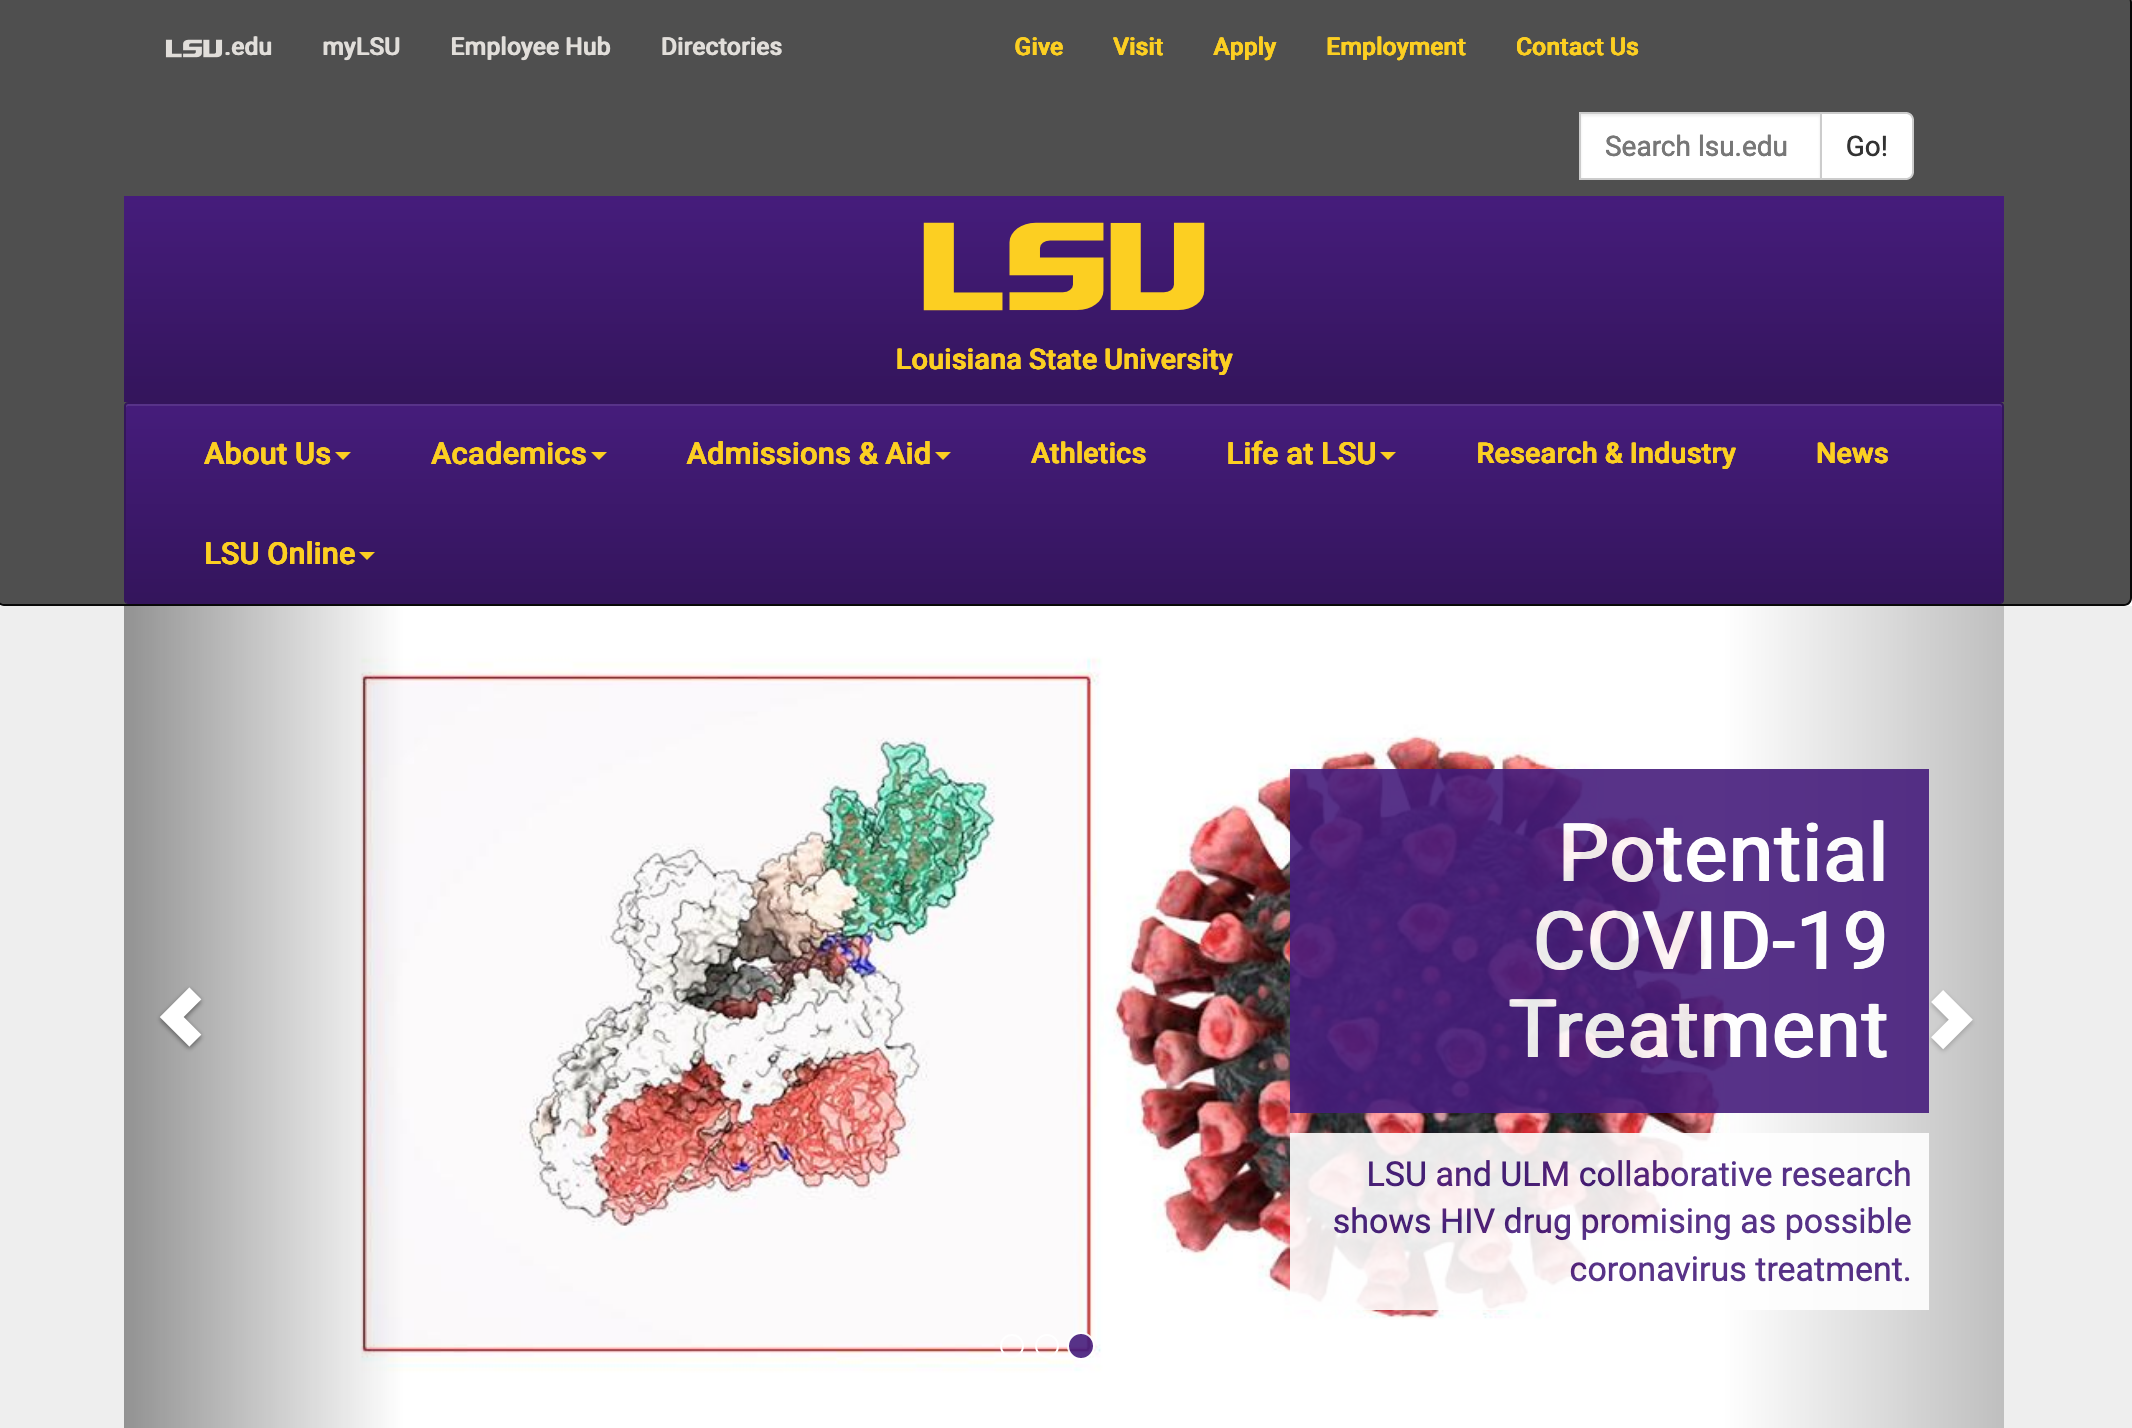 LSU.edu myLSU Employee Hub Directories Give Visit Apply Employment Contact Us
Search lsu.edu Go!
LSU
Louisiana State University
About Us Academics Admissions & Aid Athletics Life at LSU Research & Industry News
LSU Online
Potential
COVID-19
Treatment
LSU and ULM collaborative research
shows HIV drug promising as possible
coronavirus treatment.